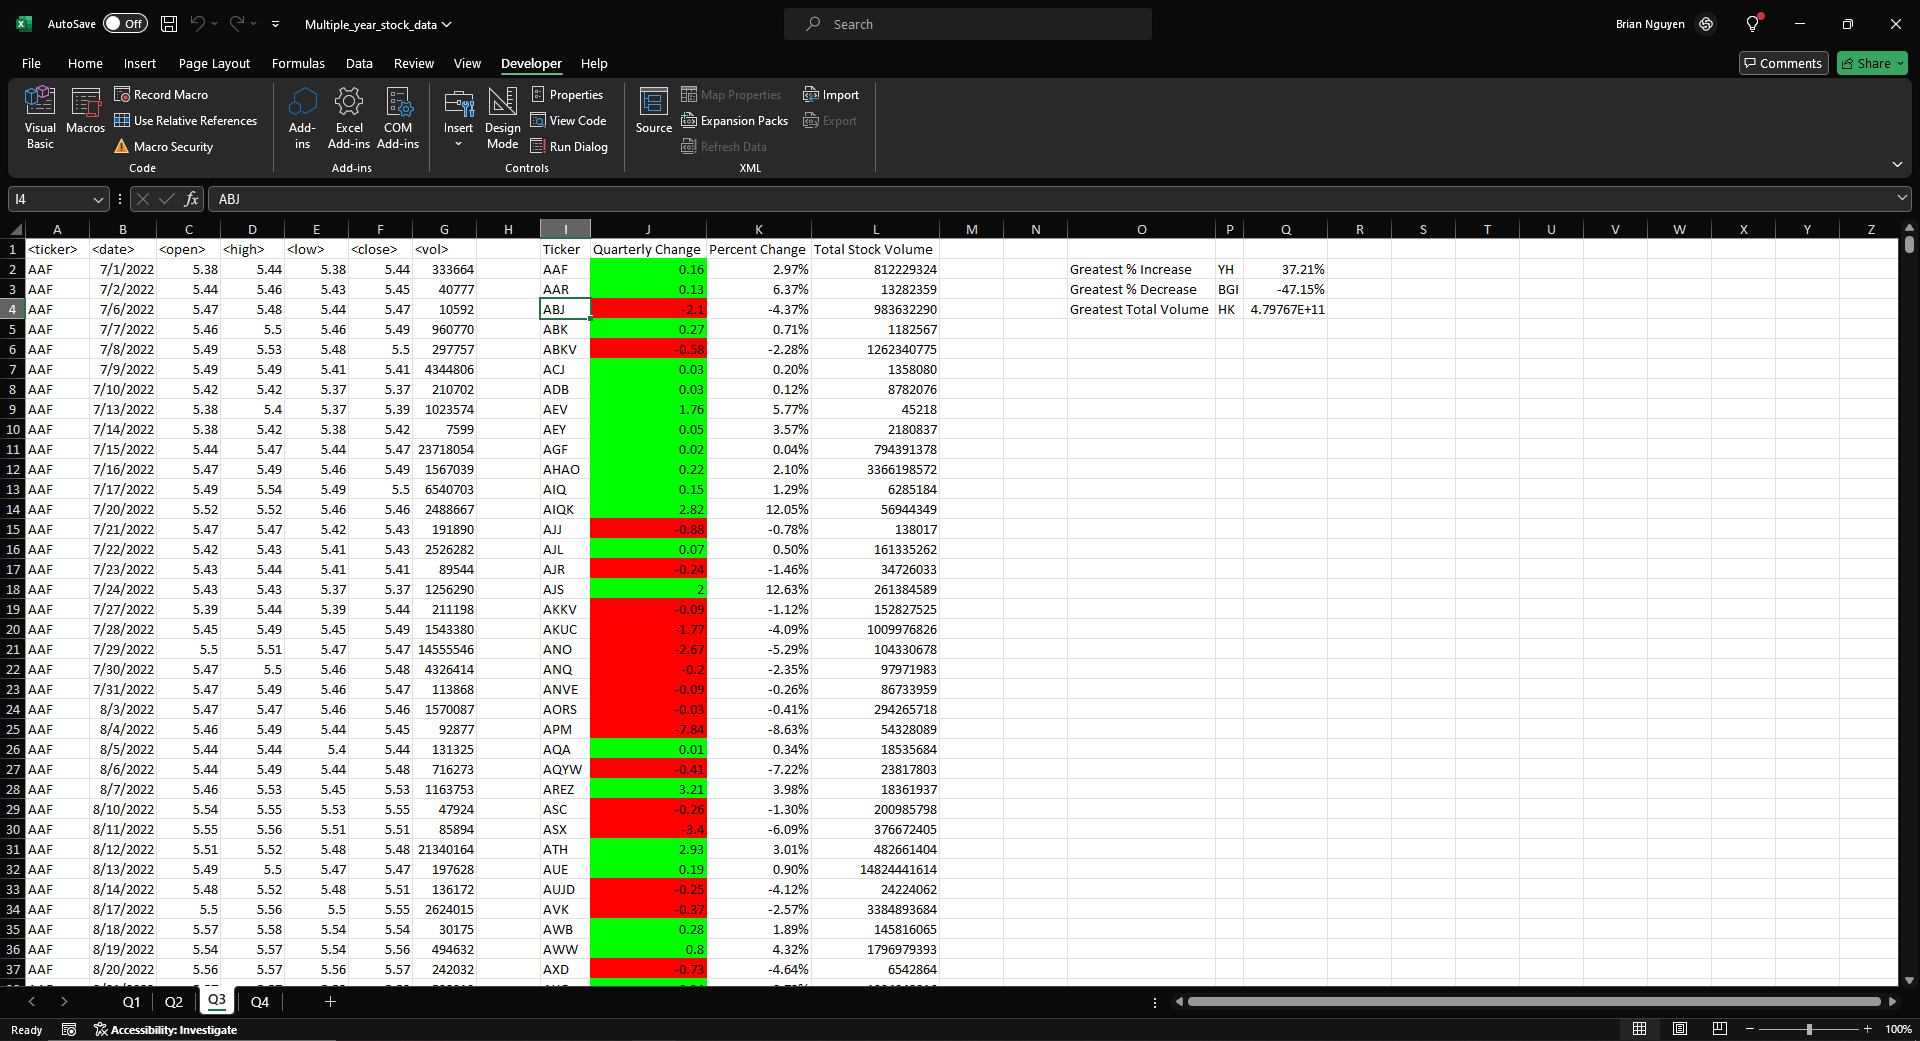 AutoSave Off Multiple_year_stock_data Search Brian Nguyen
File Home Insert Page Layout Formulas Data Review View Developer Help Comments Share
Visual Basic
Macros
Record Macro
Use Relative References
Macro Security
Code
Add-ins
Excel Add-ins
COM Add-ins
Add-ins
Insert
Design Mode
Properties
View Code
Run Dialog
Controls
Source
Map Properties
Expansion Packs
Refresh Data
Import
Export
XML
I4 fx ABJ
A B C D E F G H I J K L M N O P Q R S T U V W X Y Z
1 <ticker> <date> <open> <high> <low> <close> <vol> Ticker Quarterly Change Percent Change Total Stock Volume
2 AAF 7/1/2022 5.38 5.44 5.38 5.44 333664 AAF 0.16 2.97% 812229324 Greatest % Increase YH 37.21%
3 AAF 7/2/2022 5.44 5.46 5.43 5.45 40777 AAR 0.13 6.37% 13282359 Greatest % Decrease BGI -47.15%
4 AAF 7/6/2022 5.47 5.48 5.44 5.47 10592 ABJ -2.1 -4.37% 983632290 Greatest Total Volume HK 4.79767E+11
5 AAF 7/7/2022 5.46 5.5 5.46 5.49 960770 ABK 0.27 0.71% 1182567
6 AAF 7/8/2022 5.49 5.53 5.48 5.5 297757 ABKV -0.58 -2.28% 1262340775
7 AAF 7/9/2022 5.49 5.49 5.41 5.41 4344806 ACJ 0.03 0.20% 1358080
8 AAF 7/10/2022 5.42 5.42 5.37 5.37 210702 ADB 0.03 0.12% 8782076
9 AAF 7/13/2022 5.38 5.4 5.37 5.39 1023574 AEV 1.76 5.77% 45218
10 AAF 7/14/2022 5.38 5.42 5.38 5.42 7599 AEY 0.05 3.57% 2180837
11 AAF 7/15/2022 5.44 5.47 5.44 5.47 23718054 AGF 0.02 0.04% 794391378
12 AAF 7/16/2022 5.47 5.49 5.46 5.49 1567039 AHAO 0.22 2.10% 3366198572
13 AAF 7/17/2022 5.49 5.54 5.49 5.5 6540703 AIQ 0.15 1.29% 6285184
14 AAF 7/20/2022 5.52 5.52 5.46 5.46 2488667 AIQK 2.82 12.05% 56944349
15 AAF 7/21/2022 5.47 5.47 5.42 5.43 191890 AJJ -0.88 -0.78% 138017
16 AAF 7/22/2022 5.42 5.43 5.41 5.43 2526282 AJL 0.07 0.50% 161335262
17 AAF 7/23/2022 5.43 5.44 5.41 5.41 89544 AJR -0.24 -1.46% 34726033
18 AAF 7/24/2022 5.43 5.43 5.37 5.37 1256290 AJS 2 12.63% 261384589
19 AAF 7/27/2022 5.39 5.44 5.39 5.44 211198 AKKV -0.09 -1.12% 152827525
20 AAF 7/28/2022 5.45 5.49 5.45 5.49 1543380 AKUC -1.77 -4.09% 1009976826
21 AAF 7/29/2022 5.5 5.51 5.47 5.47 14555546 ANO -2.67 -5.29% 104330678
22 AAF 7/30/2022 5.47 5.5 5.46 5.48 4326414 ANQ -0.2 -2.35% 97971983
23 AAF 7/31/2022 5.47 5.49 5.46 5.47 113868 ANVE -0.09 -0.26% 86733959
24 AAF 8/3/2022 5.47 5.47 5.46 5.46 1570087 AORS -0.03 -0.41% 294265718
25 AAF 8/4/2022 5.46 5.49 5.44 5.45 92877 APM -7.84 -8.63% 54328089
26 AAF 8/5/2022 5.44 5.44 5.4 5.44 131325 AQA 0.01 0.34% 18535684
27 AAF 8/6/2022 5.44 5.49 5.44 5.48 716273 AQYW -0.41 -7.22% 23817803
28 AAF 8/7/2022 5.46 5.53 5.45 5.53 1163753 AREZ 3.21 3.98% 18361937
29 AAF 8/10/2022 5.54 5.55 5.53 5.55 47924 ASC -0.26 -1.30% 200985798
30 AAF 8/11/2022 5.55 5.56 5.51 5.51 85894 ASX -3.4 -6.09% 376672405
31 AAF 8/12/2022 5.51 5.52 5.48 5.48 21340164 ATH 2.93 3.01% 482661404
32 AAF 8/13/2022 5.49 5.5 5.47 5.47 197628 AUE 0.19 0.90% 14824441614
33 AAF 8/14/2022 5.48 5.52 5.48 5.51 136172 AUJD -0.25 -4.12% 24224062
34 AAF 8/17/2022 5.5 5.56 5.5 5.55 2624015 AVK -0.37 -2.57% 3384893684
35 AAF 8/18/2022 5.57 5.58 5.54 5.54 30175 AWB 0.28 1.89% 145816065
36 AAF 8/19/2022 5.54 5.57 5.54 5.56 494632 AWW 0.8 4.32% 1796979393
37 AAF 8/20/2022 5.56 5.57 5.56 5.57 242032 AXD -0.73 -4.64% 6542864
Q1 Q2 Q3 Q4
Ready Accessibility: Investigate 100%